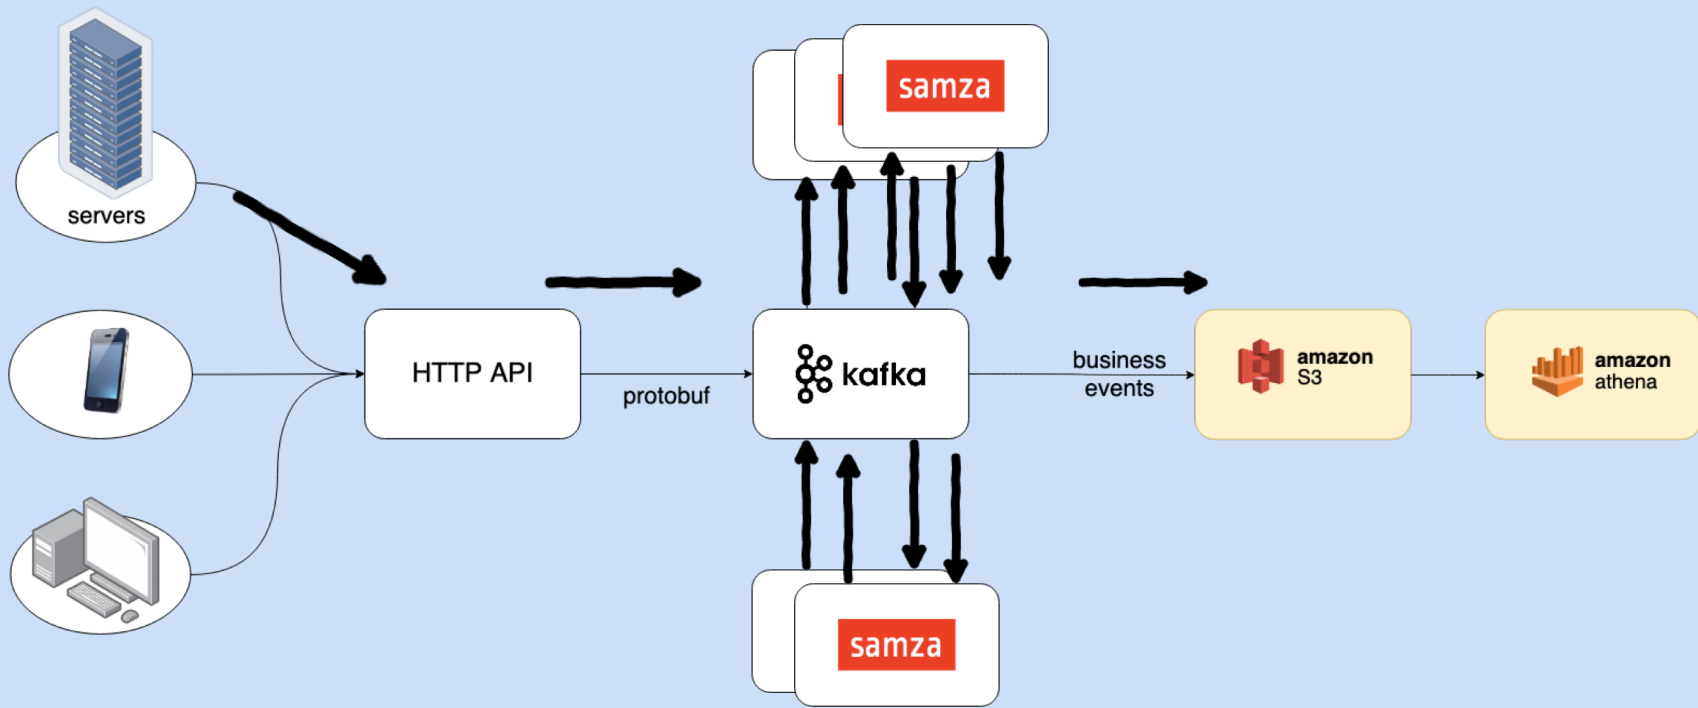 samza
servers
HTTP API
protobuf
kafka
business
events
amazon
S3
amazon
athena
samza